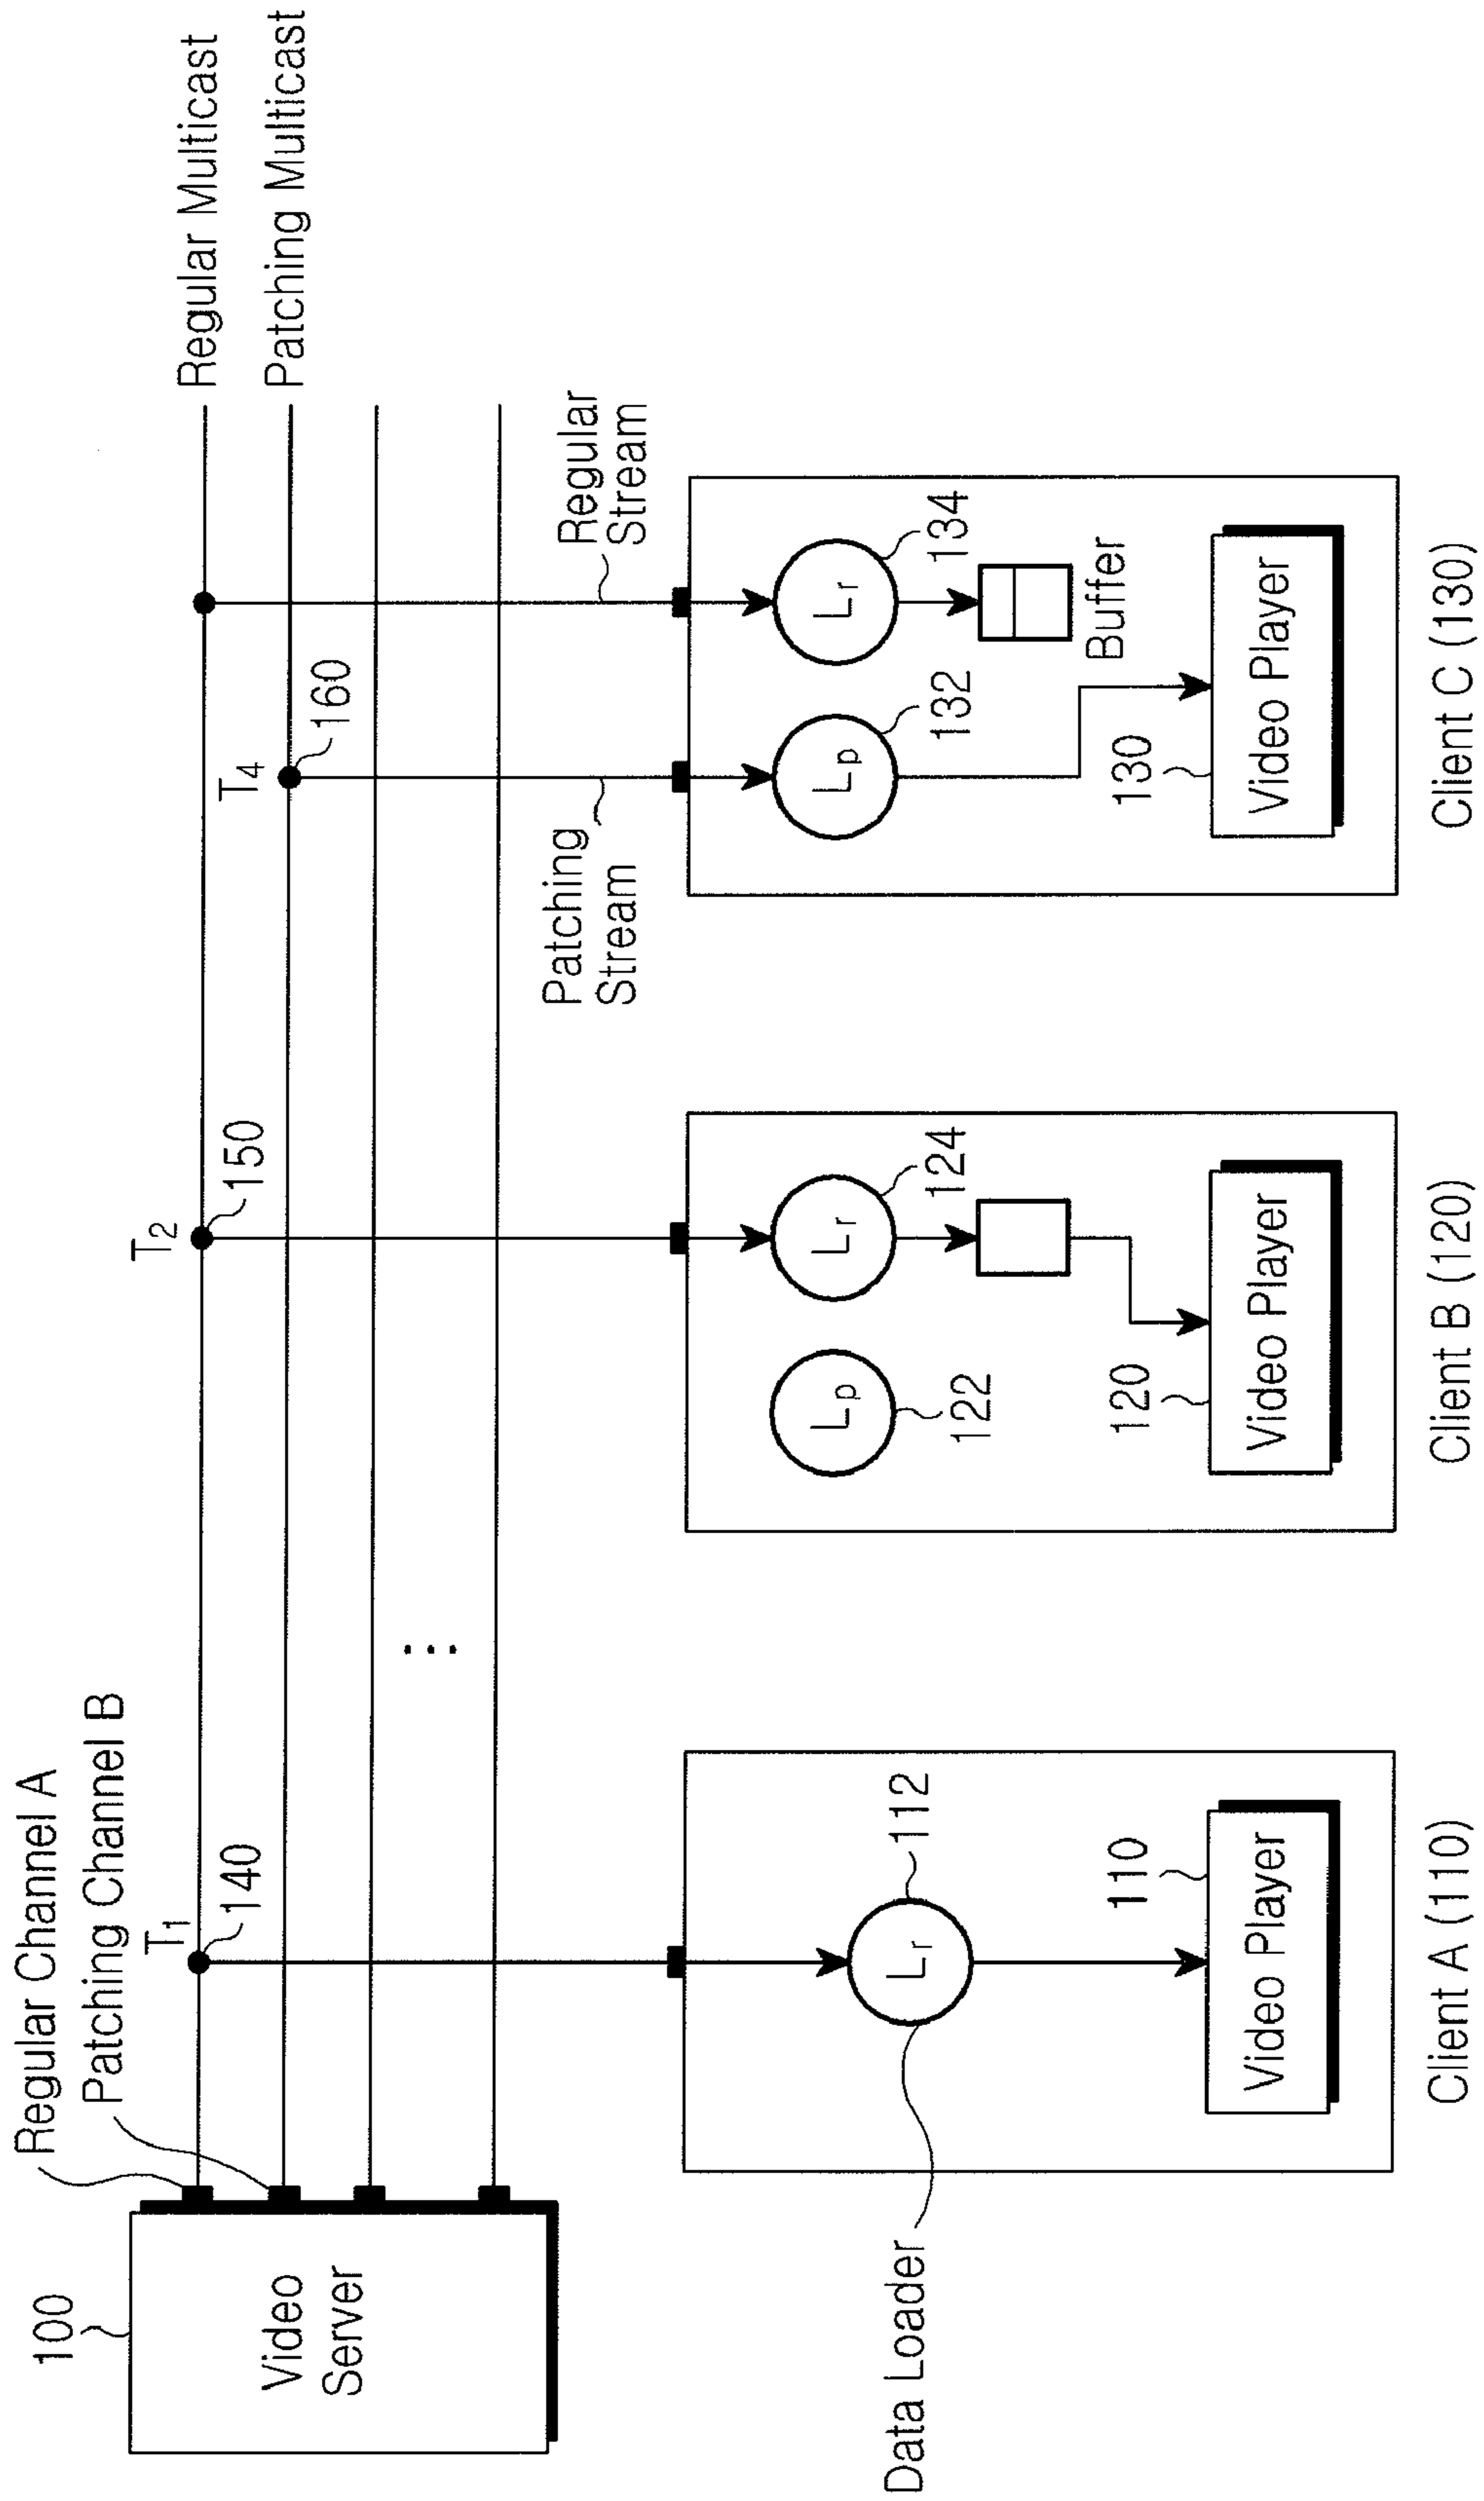 Regular Channel A
Patching Channel B
100
Video
Server
T1
140
T2
150
T4
160
Regular Multicast
Patching Multicast
Patching
Stream
Regular
Stream
Data Loader
Lr
112
110
Video Player
Client A (110)
Lp
122
Lr
124
120
Video Player
Client B (120)
Lp
132
Lr
134
Buffer
130
Video Player
Client C (130)